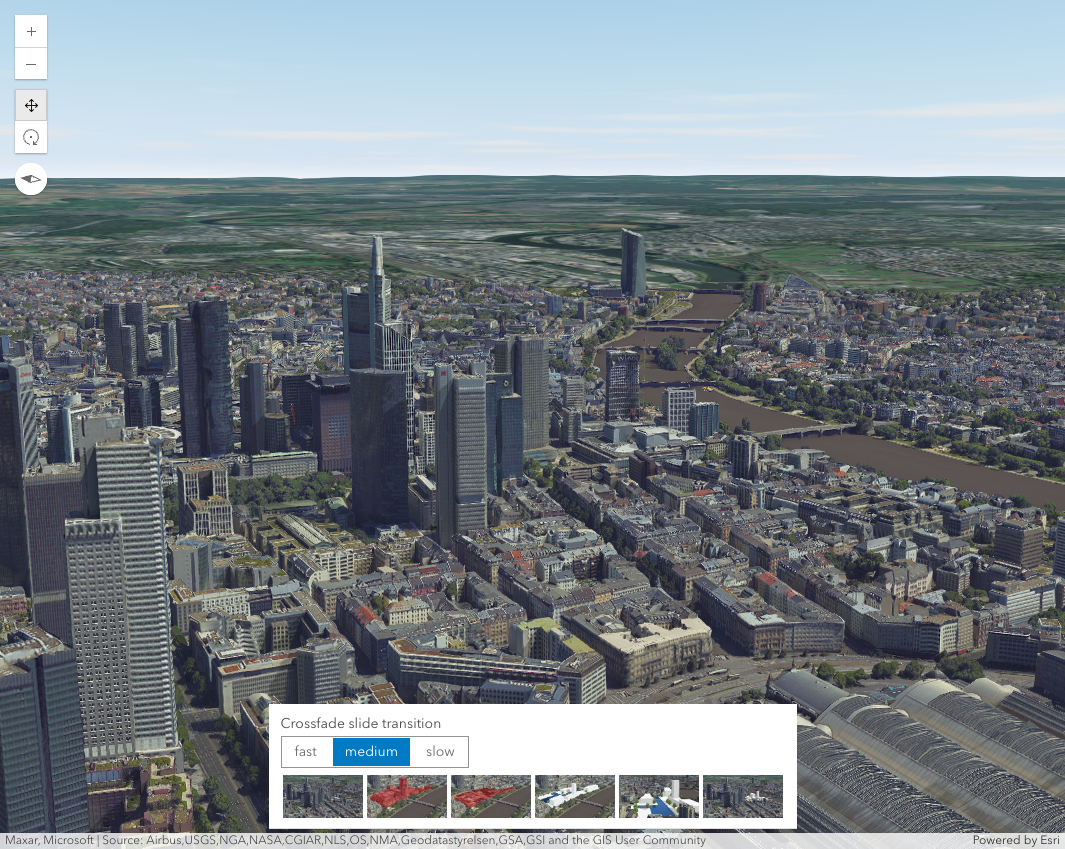 Crossfade slide transition
fast medium slow
Maxar, Microsoft | Source: Airbus,USGS,NGA,NASA,CGIAR,NLS,OS,NMA,Geodatastyrelsen,GSA,GSI and the GIS User Community Powered by Esri